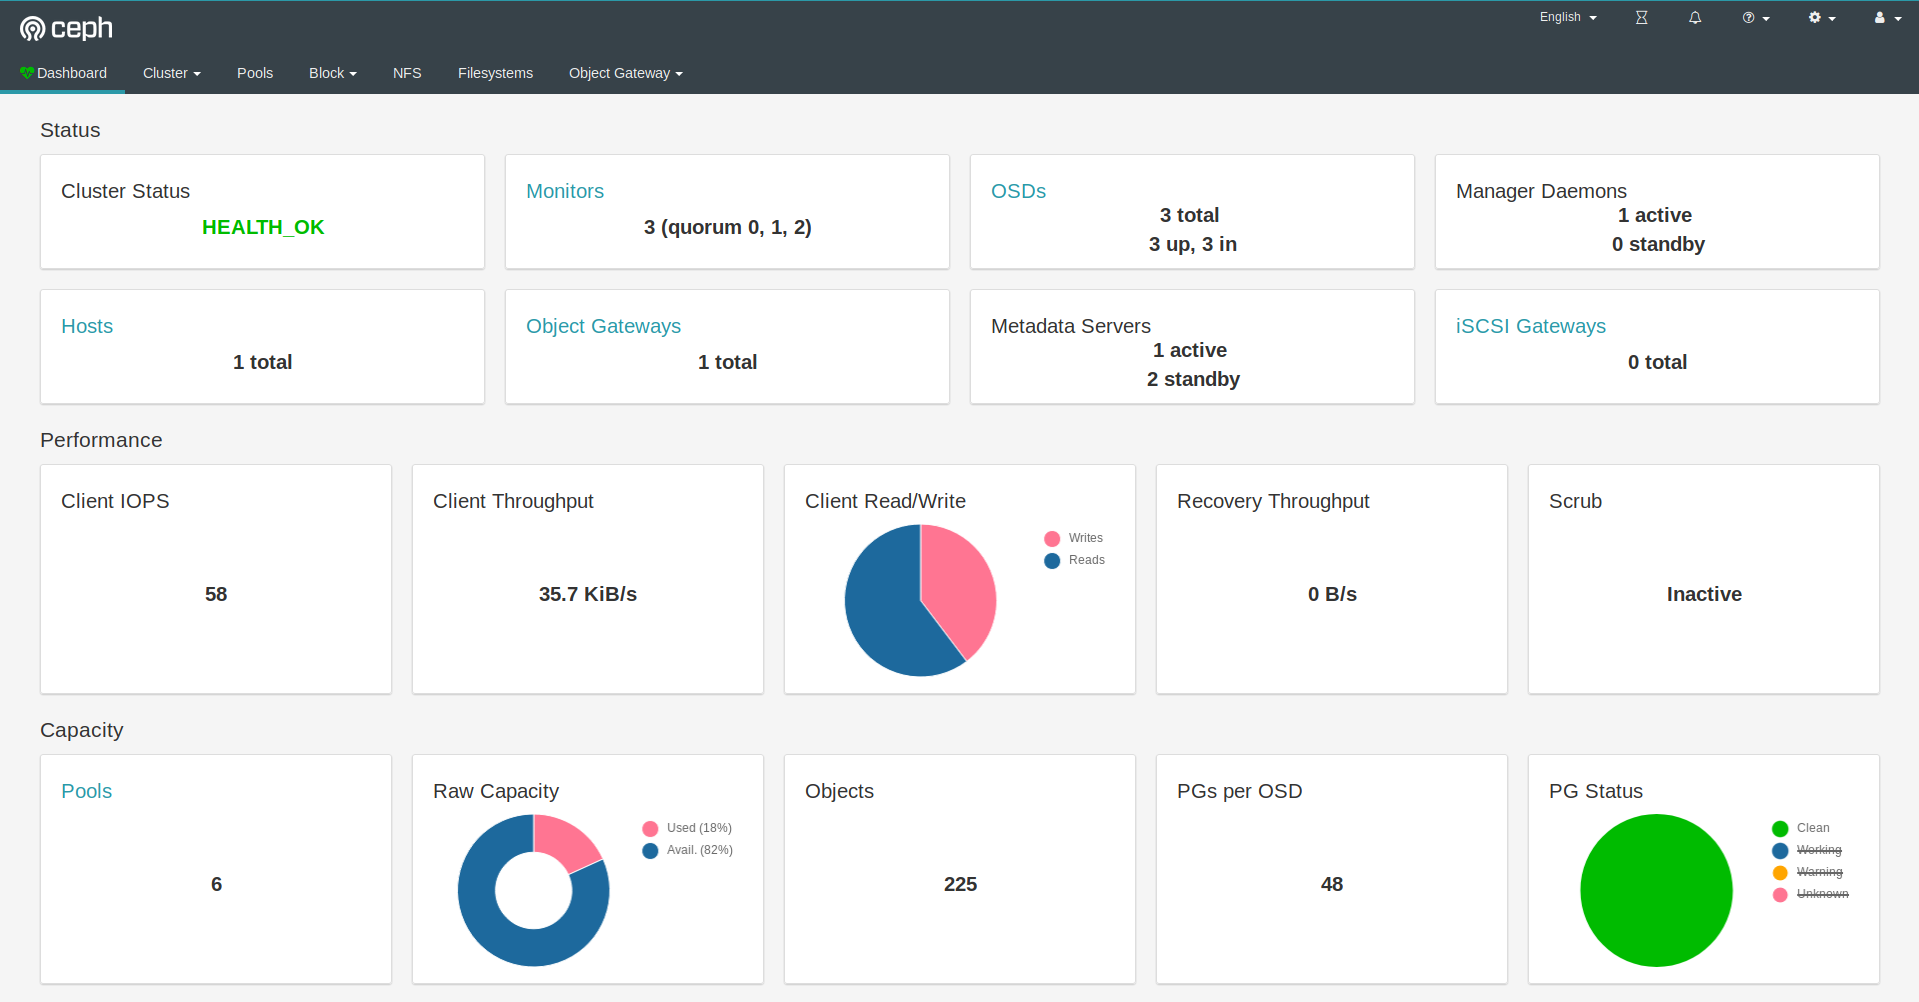 ceph
English
Dashboard Cluster Pools Block NFS Filesystems Object Gateway
Status
Cluster Status
HEALTH_OK
Monitors
3 (quorum 0, 1, 2)
OSDs
3 total
3 up, 3 in
Manager Daemons
1 active
0 standby
Hosts
1 total
Object Gateways
1 total
Metadata Servers
1 active
2 standby
iSCSI Gateways
0 total
Performance
Client IOPS
58
Client Throughput
35.7 KiB/s
Client Read/Write
Writes
Reads
Recovery Throughput
0 B/s
Scrub
Inactive
Capacity
Pools
6
Raw Capacity
Used (18%)
Avail. (82%)
Objects
225
PGs per OSD
48
PG Status
Clean
Working
Warning
Unknown